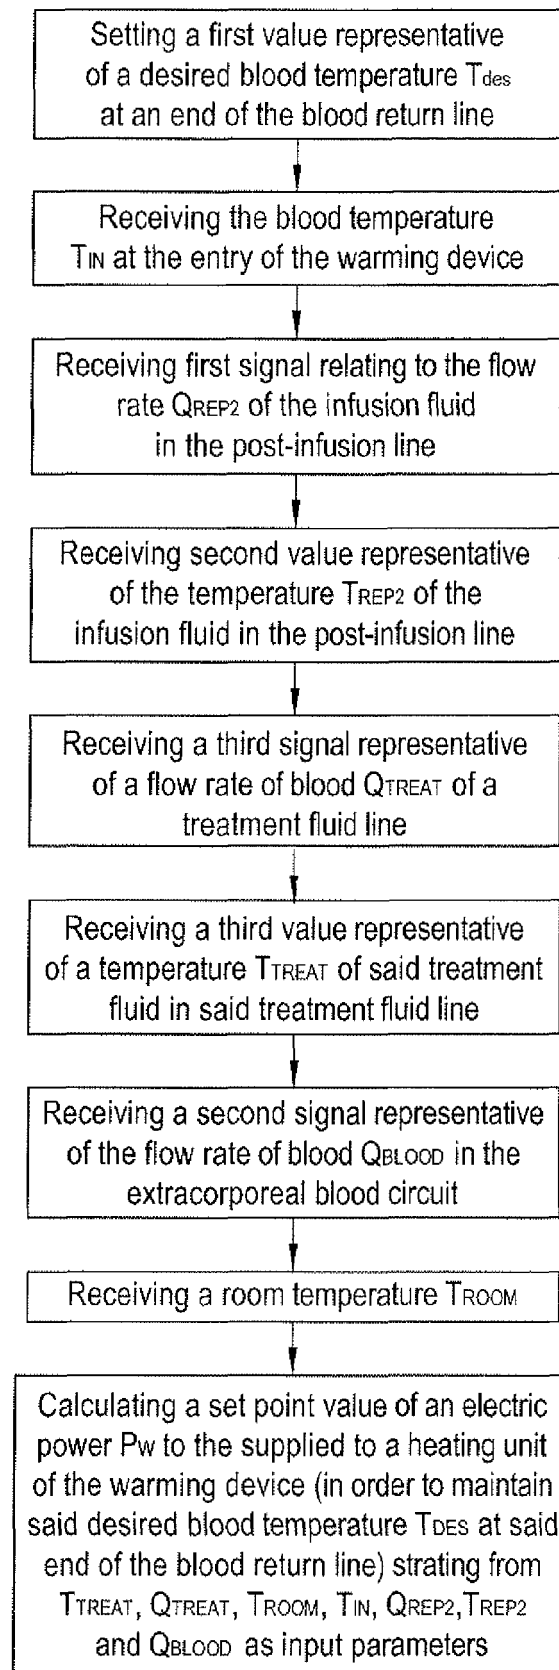 Setting a first value representative
of a desired blood temperature Tdes
at an end of the blood return line
Receiving the blood temperature
TIN at the entry of the warming device
Receiving first signal relating to the flow
rate QREP2 of the infusion fluid
in the post-infusion line
Receiving second value representative
of the temperature TREP2 of the
infusion fluid in the post-infusion line
Receiving a third signal representative
of a flow rate of blood QTREAT of a
treatment fluid line
Receiving a third value representative
of a temperature TTREAT of said treatment
fluid in said treatment fluid line
Receiving a second signal representative
of the flow rate of blood QBLOOD in the
extracorporeal blood circuit
Receiving a room temperature TROOM
Calculating a set point value of an electric
power PW to the supplied to a heating unit
of the warming device (in order to maintain
said desired blood temperature TDES at said
end of the blood return line) strating from
TTREAT, QTREAT, TROOM, TIN, QREP2,TREP2
and QBLOOD as input parameters